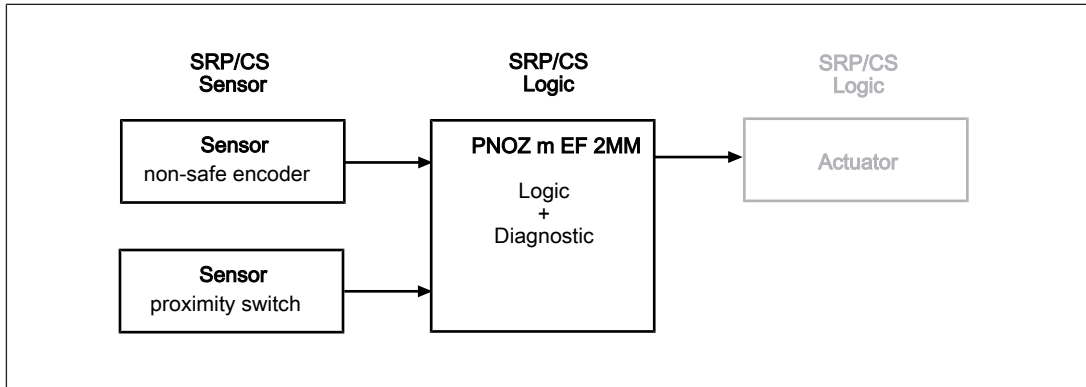 SRP/CS
Sensor
SRP/CS
Logic
SRP/CS
Logic
Sensor
non-safe encoder
PNOZ m EF 2MM
Logic
+
Diagnostic
Actuator
Sensor
proximity switch